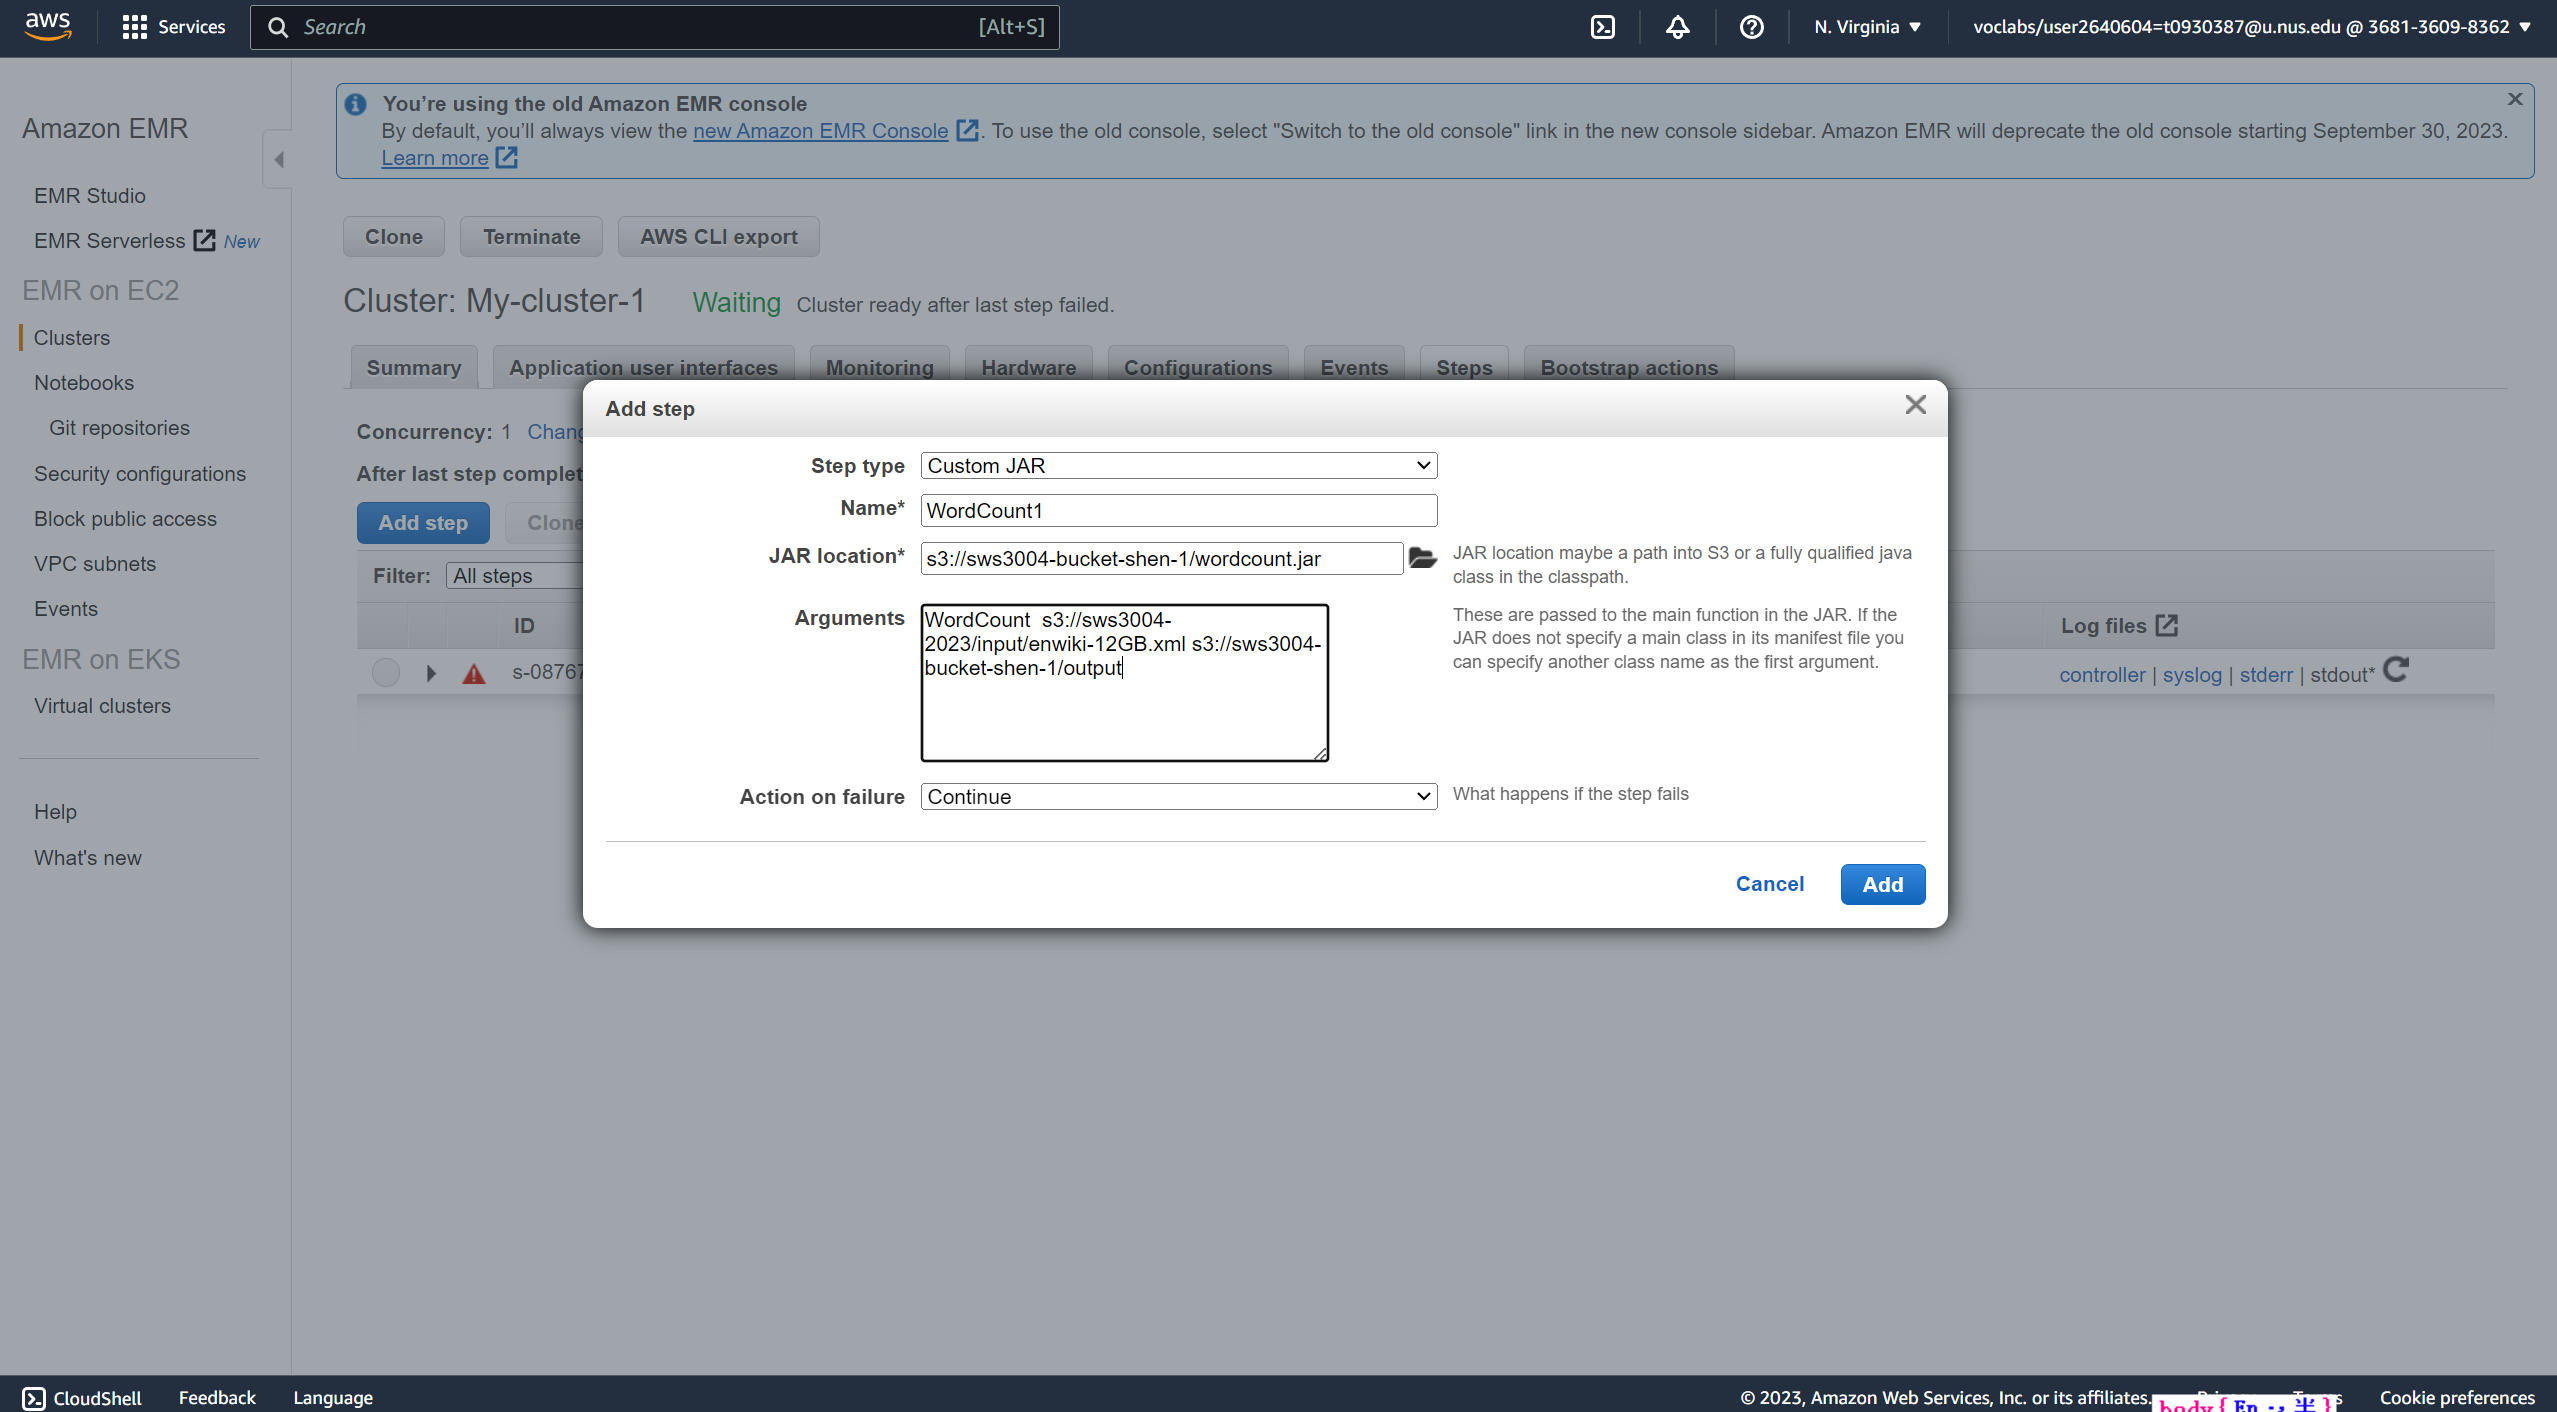 aws
Services
Search
[Alt+S]
N. Virginia
voclabs/user2640604=t0930387@u.nus.edu @ 3681-3609-8362
Amazon EMR
EMR Studio
EMR Serverless New
EMR on EC2
Clusters
Notebooks
Git repositories
Security configurations
Block public access
VPC subnets
Events
EMR on EKS
Virtual clusters
Help
What's new
You're using the old Amazon EMR console
By default, you'll always view the new Amazon EMR Console . To use the old console, select "Switch to the old console" link in the new console sidebar. Amazon EMR will deprecate the old console starting September 30, 2023.
Learn more
Clone
Terminate
AWS CLI export
Cluster: My-cluster-1
Waiting
Cluster ready after last step failed.
Summary
Application user interfaces
Monitoring
Hardware
Configurations
Events
Steps
Bootstrap actions
Concurrency: 1
After last step
Add step
Filter: All steps
ID
Log files
s-0876
controller | syslog | stderr | stdout*
Add step
Step type
Custom JAR
Name*
WordCount1
JAR location*
s3://sws3004-bucket-shen-1/wordcount.jar
JAR location maybe a path into S3 or a fully qualified java
class in the classpath.
Arguments
WordCount s3://sws3004-
2023/input/enwiki-12GB.xml s3://sws3004-
bucket-shen-1/output
These are passed to the main function in the JAR. If the
JAR does not specify a main class in its manifest file you
can specify another class name as the first argument.
Action on failure
Continue
What happens if the step fails
Cancel
Add
CloudShell
Feedback
Language
© 2023, Amazon Web Services, Inc. or its affiliates.
Cookie preferences